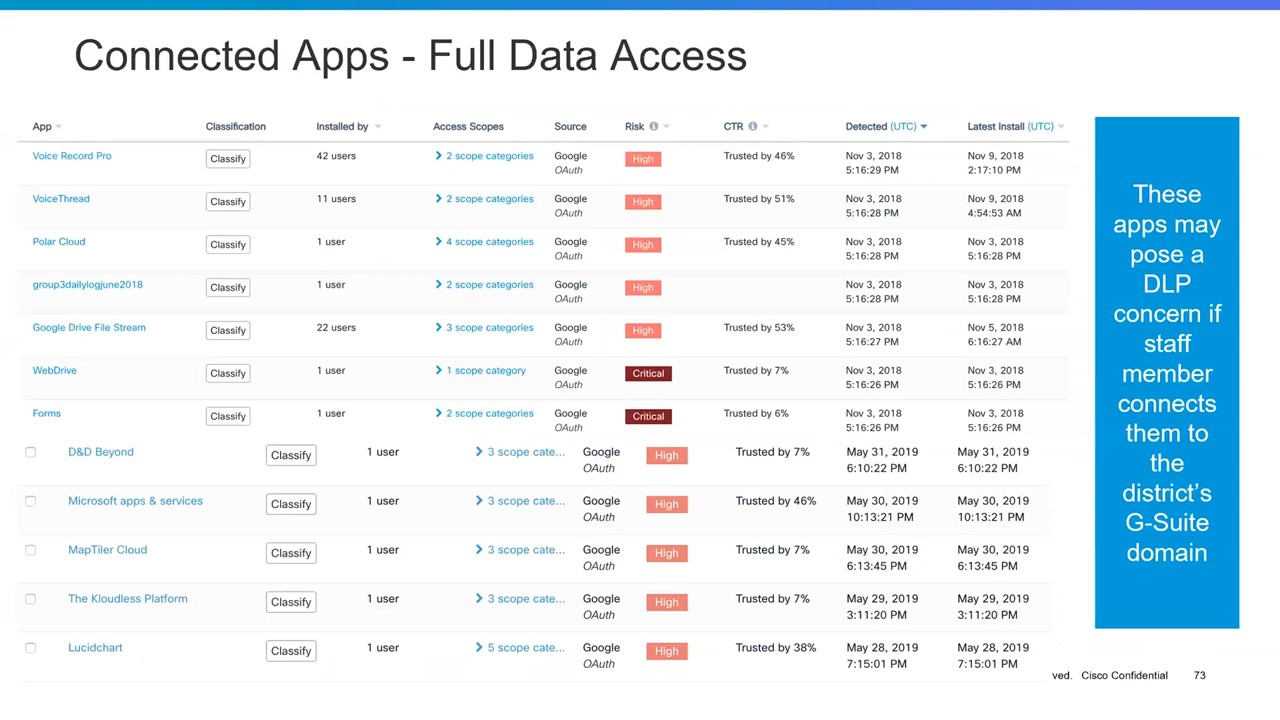 Connected Apps - Full Data Access
App Classification Installed by Access Scopes Source Risk CTR Detected (UTC) Latest Install (UTC)
Voice Record Pro Classify 42 users 2 scope categories Google High Trusted by 46% Nov 3, 2018 Nov 9, 2018
OAuth 5:16:29 PM 2:17:10 PM
VoiceThread Classify 11 users 2 scope categories Google High Trusted by 51% Nov 3, 2018 Nov 9, 2018
OAuth 5:16:28 PM 4:54:53 AM
Polar Cloud Classify 1 user 4 scope categories Google High Trusted by 45% Nov 3, 2018 Nov 3, 2018
OAuth 5:16:28 PM 5:16:28 PM
group3dailylogjune2018 Classify 1 user 2 scope categories Google High Nov 3, 2018 Nov 3, 2018
OAuth 5:16:28 PM 5:16:28 PM
Google Drive File Stream Classify 22 users 3 scope categories Google High Trusted by 53% Nov 3, 2018 Nov 5, 2018
OAuth 5:16:27 PM 6:16:27 AM
WebDrive Classify 1 user 1 scope category Google Critical Trusted by 7% Nov 3, 2018 Nov 3, 2018
OAuth 5:16:26 PM 5:16:26 PM
Forms Classify 1 user 2 scope categories Google Critical Trusted by 6% Nov 3, 2018 Nov 3, 2018
OAuth 5:16:26 PM 5:16:26 PM
D&D Beyond Classify 1 user 3 scope cate... Google High Trusted by 7% May 31, 2019 May 31, 2019
OAuth 6:10:22 PM 6:10:22 PM
Microsoft apps & services Classify 1 user 3 scope cate... Google High Trusted by 46% May 30, 2019 May 30, 2019
OAuth 10:13:21 PM 10:13:21 PM
MapTiler Cloud Classify 1 user 3 scope cate... Google High Trusted by 7% May 30, 2019 May 30, 2019
OAuth 6:13:45 PM 6:13:45 PM
The Kloudless Platform Classify 1 user 3 scope cate... Google High Trusted by 7% May 29, 2019 May 29, 2019
OAuth 3:11:20 PM 3:11:20 PM
Lucidchart Classify 1 user 5 scope cate... Google High Trusted by 38% May 28, 2019 May 28, 2019
OAuth 7:15:01 PM 7:15:01 PM
These
apps may
pose a
DLP
concern if
staff
member
connects
them to
the
district's
G-Suite
domain
ved. Cisco Confidential 73